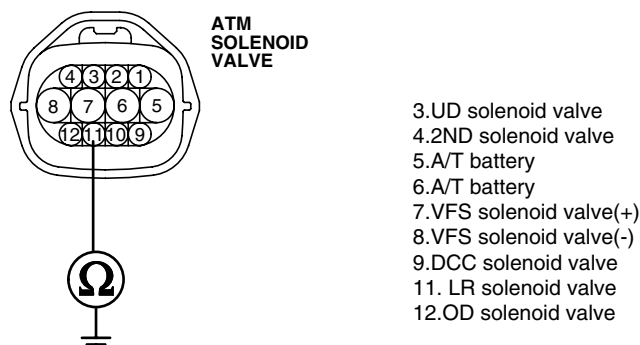 ATM
SOLENOID
VALVE
4 3 2 1
8 7 6 5
12 11 10 9
Ω
3.UD solenoid valve
4.2ND solenoid valve
5.A/T battery
6.A/T battery
7.VFS solenoid valve(+)
8.VFS solenoid valve(-)
9.DCC solenoid valve
11. LR solenoid valve
12.OD solenoid valve